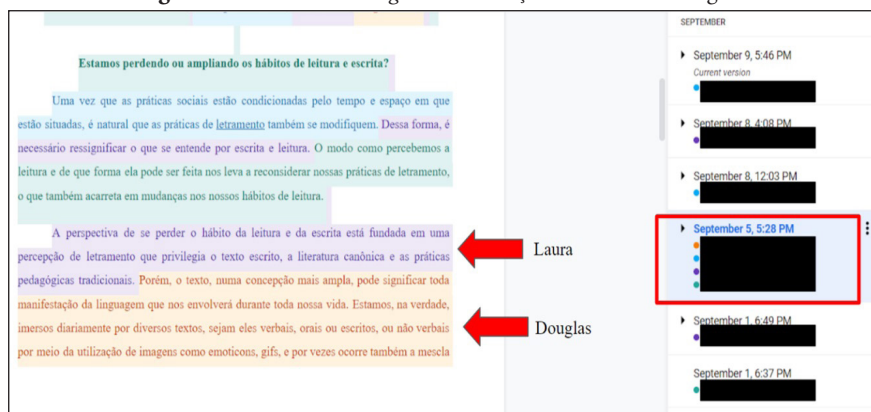 Estamos perdendo ou ampliando os hábitos de leitura e escrita?
Uma vez que as práticas sociais estão condicionadas pelo tempo e espaço em que
estão situadas, é natural que as práticas de letramento também se modifiquem. Dessa forma, é
necessário ressignificar o que se entende por escrita e leitura. O modo como percebemos a
leitura e de que forma ela pode ser feita nos leva a reconsiderar nossas práticas de letramento,
o que também acarreta em mudanças nos nossos hábitos de leitura.
A perspectiva de se perder o hábito da leitura e da escrita está fundada em uma
percepção de letramento que privilegia o texto escrito, a literatura canônica e as práticas
pedagógicas tradicionais. Porém, o texto, numa concepção mais ampla, pode significar toda
manifestação da linguagem que nos envolverá durante toda nossa vida. Estamos, na verdade,
imersos diariamente por diversos textos, sejam eles verbais, orais ou escritos, ou não verbais
por meio da utilização de imagens como emoticons, gifs, e por vezes ocorre também a mescla
Laura
Douglas
SEPTEMBER
September 9, 5:46 PM
Current version
September 8, 4:08 PM
September 8, 12:03 PM
September 5, 5:28 PM
September 1, 6:49 PM
September 1, 6:37 PM